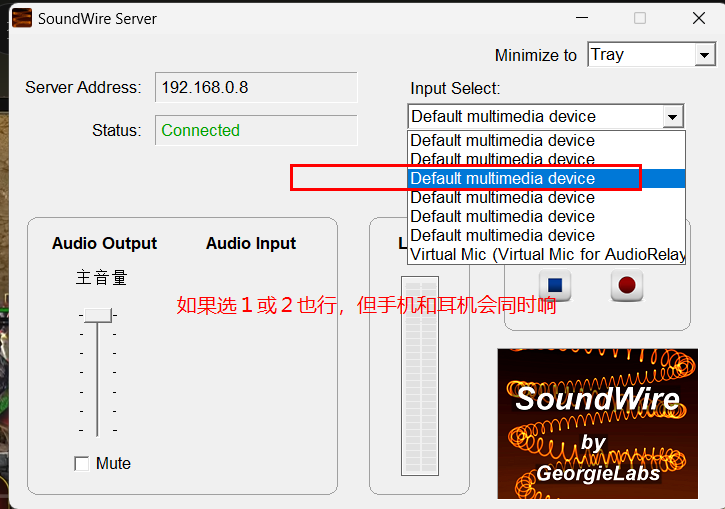 SoundWire Server
Minimize to
Tray
Server Address:
192.168.0.8
Input Select:
Default multimedia device
Status:
Connected
Default multimedia device
Default multimedia device
Default multimedia device
Default multimedia device
Default multimedia device
Default multimedia device
Virtual Mic (Virtual Mic for AudioRelay
Audio Output
Audio Input
主音量
如果选1或2也行，但手机和耳机会同时响
Mute
SoundWire
by
GeorgieLabs